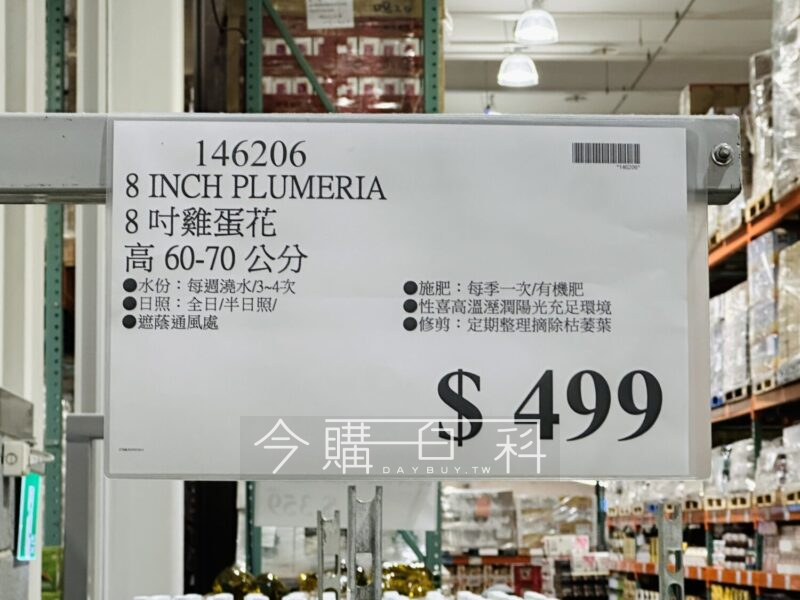 146206
8 INCH PLUMERIA
8 吋雞蛋花
高 60-70 公分
●水份：每週澆水/3~4次
●日照：全日/半日照/
●遮蔭通風處
●施肥：每季一次/有機肥
●性喜高溫溼潤陽光充足環境
●修剪：定期整理摘除枯萎葉
"146206"
$ 499
今購百科
DAYBUY.TW
$ 359